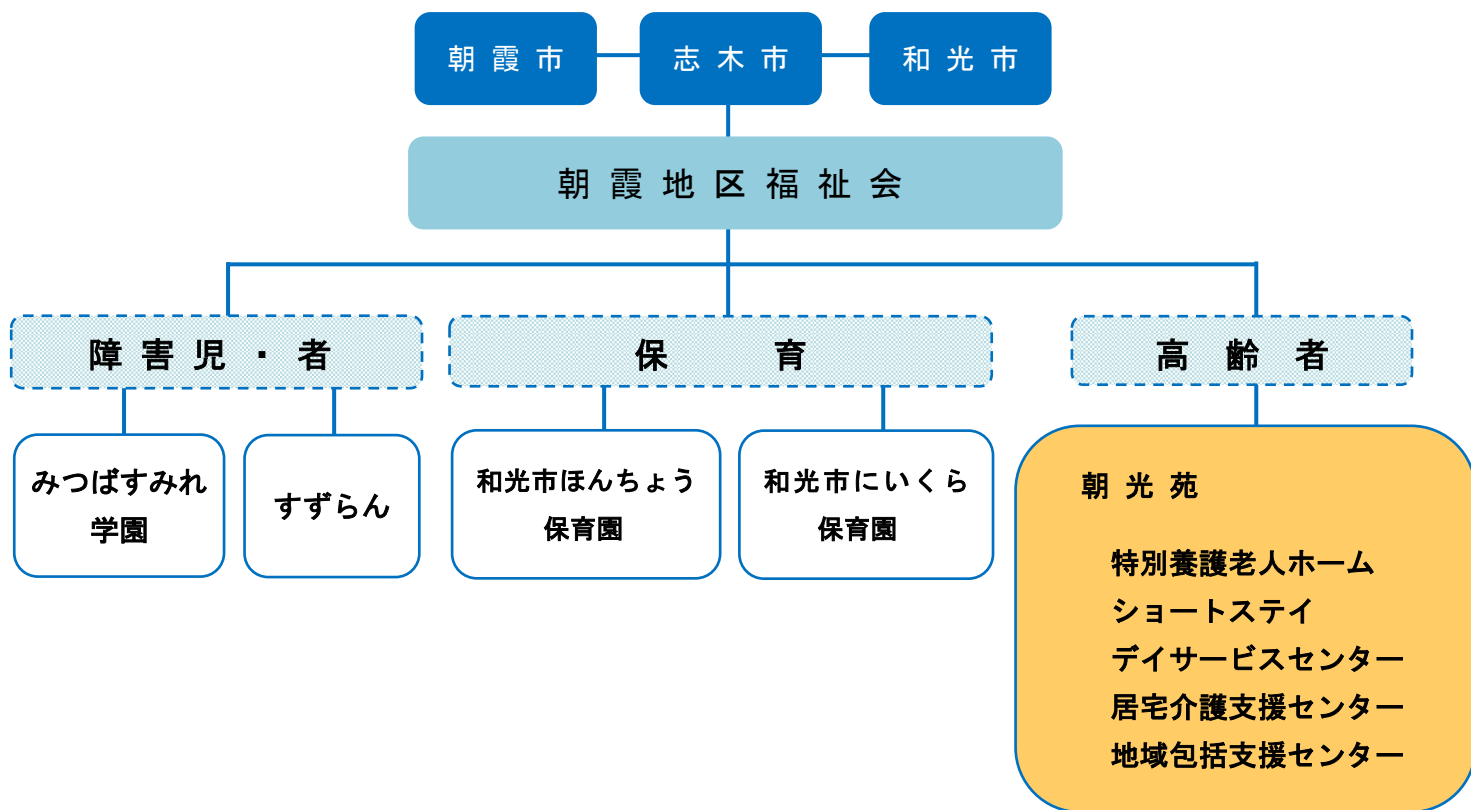 朝霞市
志木市
和光市
朝霞地区福祉会
障害児・者
保育
高齢者
みつばすみれ
学園
すずらん
和光市ほんちょう
保育園
和光市にいくら
保育園
朝光苑
特別養護老人ホーム
ショートステイ
デイサービスセンター
居宅介護支援センター
地域包括支援センター